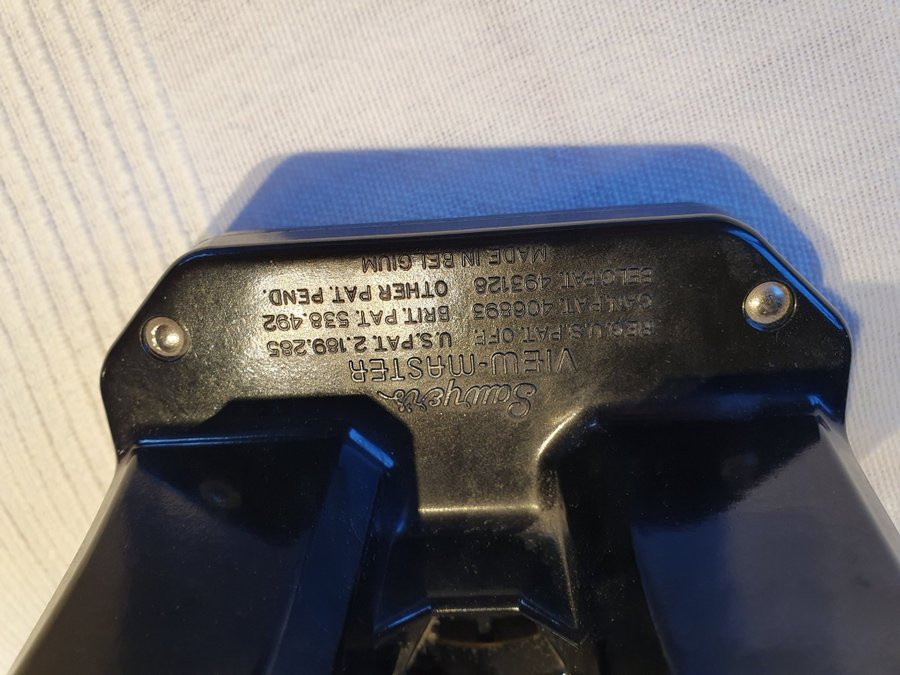 Sawyer's
VIEW-MASTER
REG. U.S. PAT. OFF. U.S. PAT. 2.189.285
CAN. PAT. 406893 BRIT. PAT. 538.492
BELG. PAT. 493128 OTHER PAT. PEND.
MADE IN BELGIUM